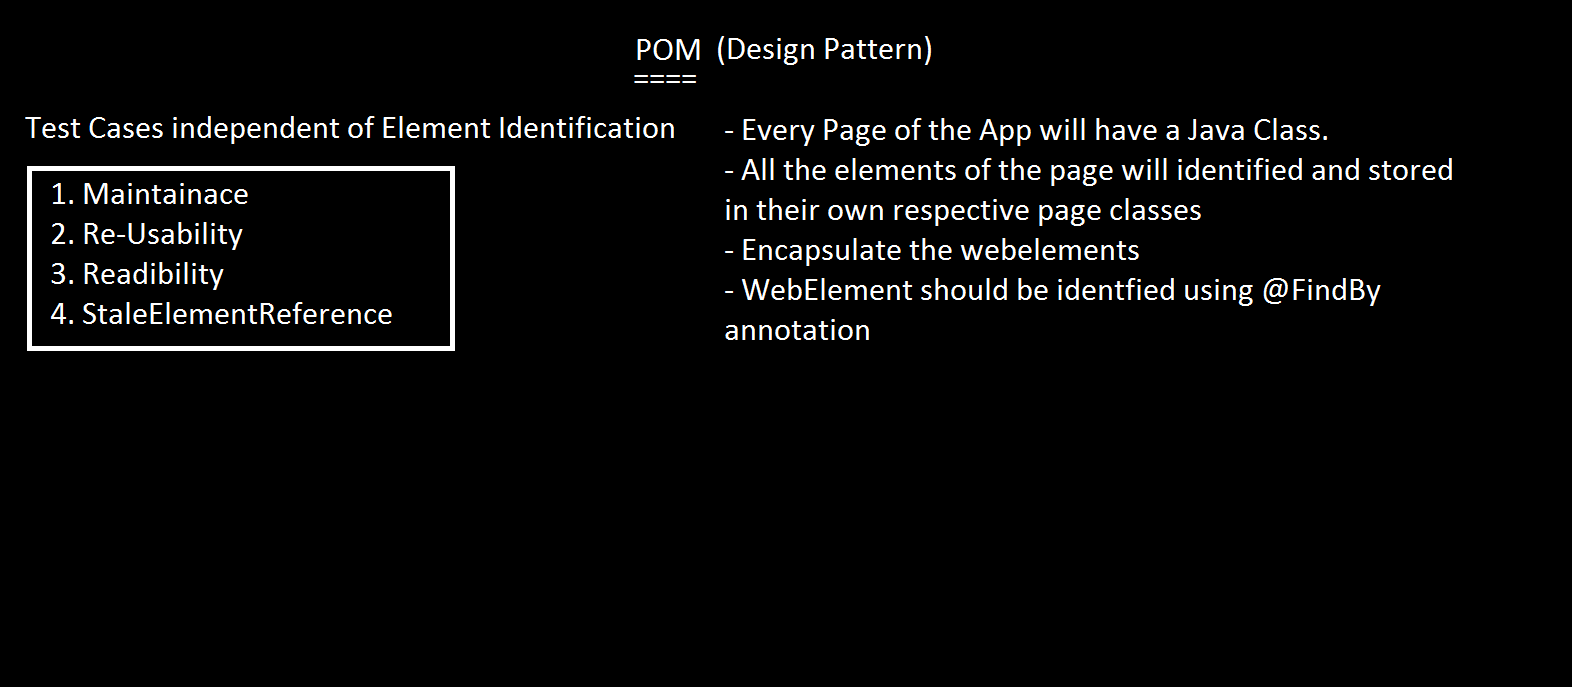 POM (Design Pattern)
====
Test Cases independent of Element Identification
1. Maintainace
2. Re-Usability
3. Readibility
4. StaleElementReference
- Every Page of the App will have a Java Class.
- All the elements of the page will identified and stored
in their own respective page classes
- Encapsulate the webelements
- WebElement should be identfied using @FindBy
annotation